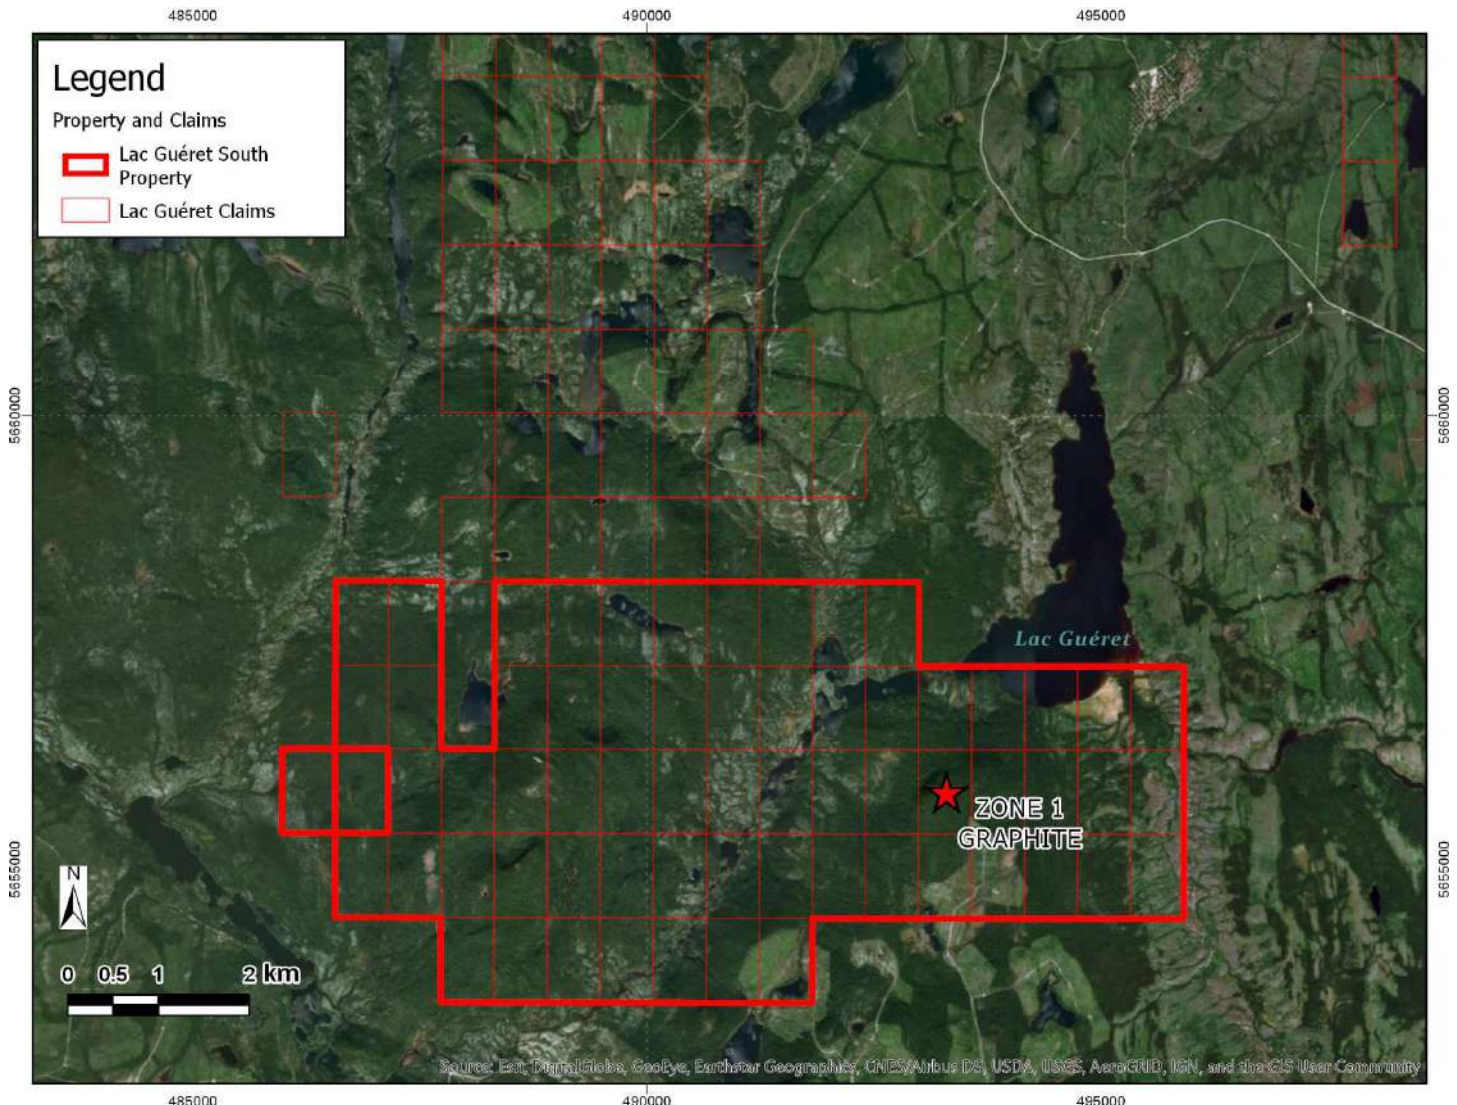 485000 490000 495000
Legend
Property and Claims
Lac Guéret South
Property
Lac Guéret Claims
5660000 5660000
Lac Guéret
ZONE 1
GRAPHITE
5655000 5655000
N
0 0.5 1 2 km
Source: Esri, DigitalGlobe, GeoEye, Earthstar Geographics, CNES/Airbus DS, USDA, USGS, AeroGRID, IGN, and the GIS User Community
485000 490000 495000